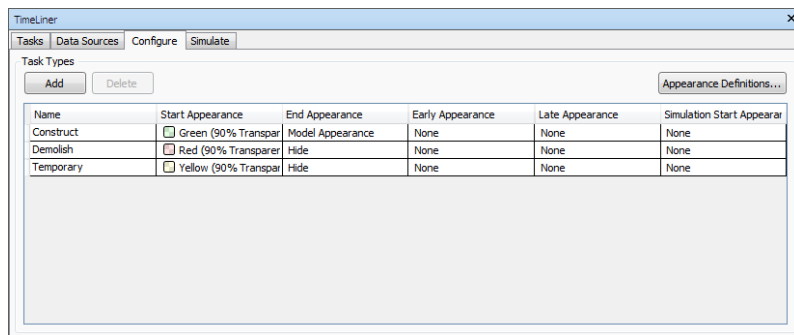 TimeLiner
Tasks Data Sources Configure Simulate
Task Types
Add Delete Appearance Definitions...
Name Start Appearance End Appearance Early Appearance Late Appearance Simulation Start Appearar
Construct Green (90% Transpar Model Appearance None None None
Demolish Red (90% Transparer Hide None None None
Temporary Yellow (90% Transpar Hide None None None